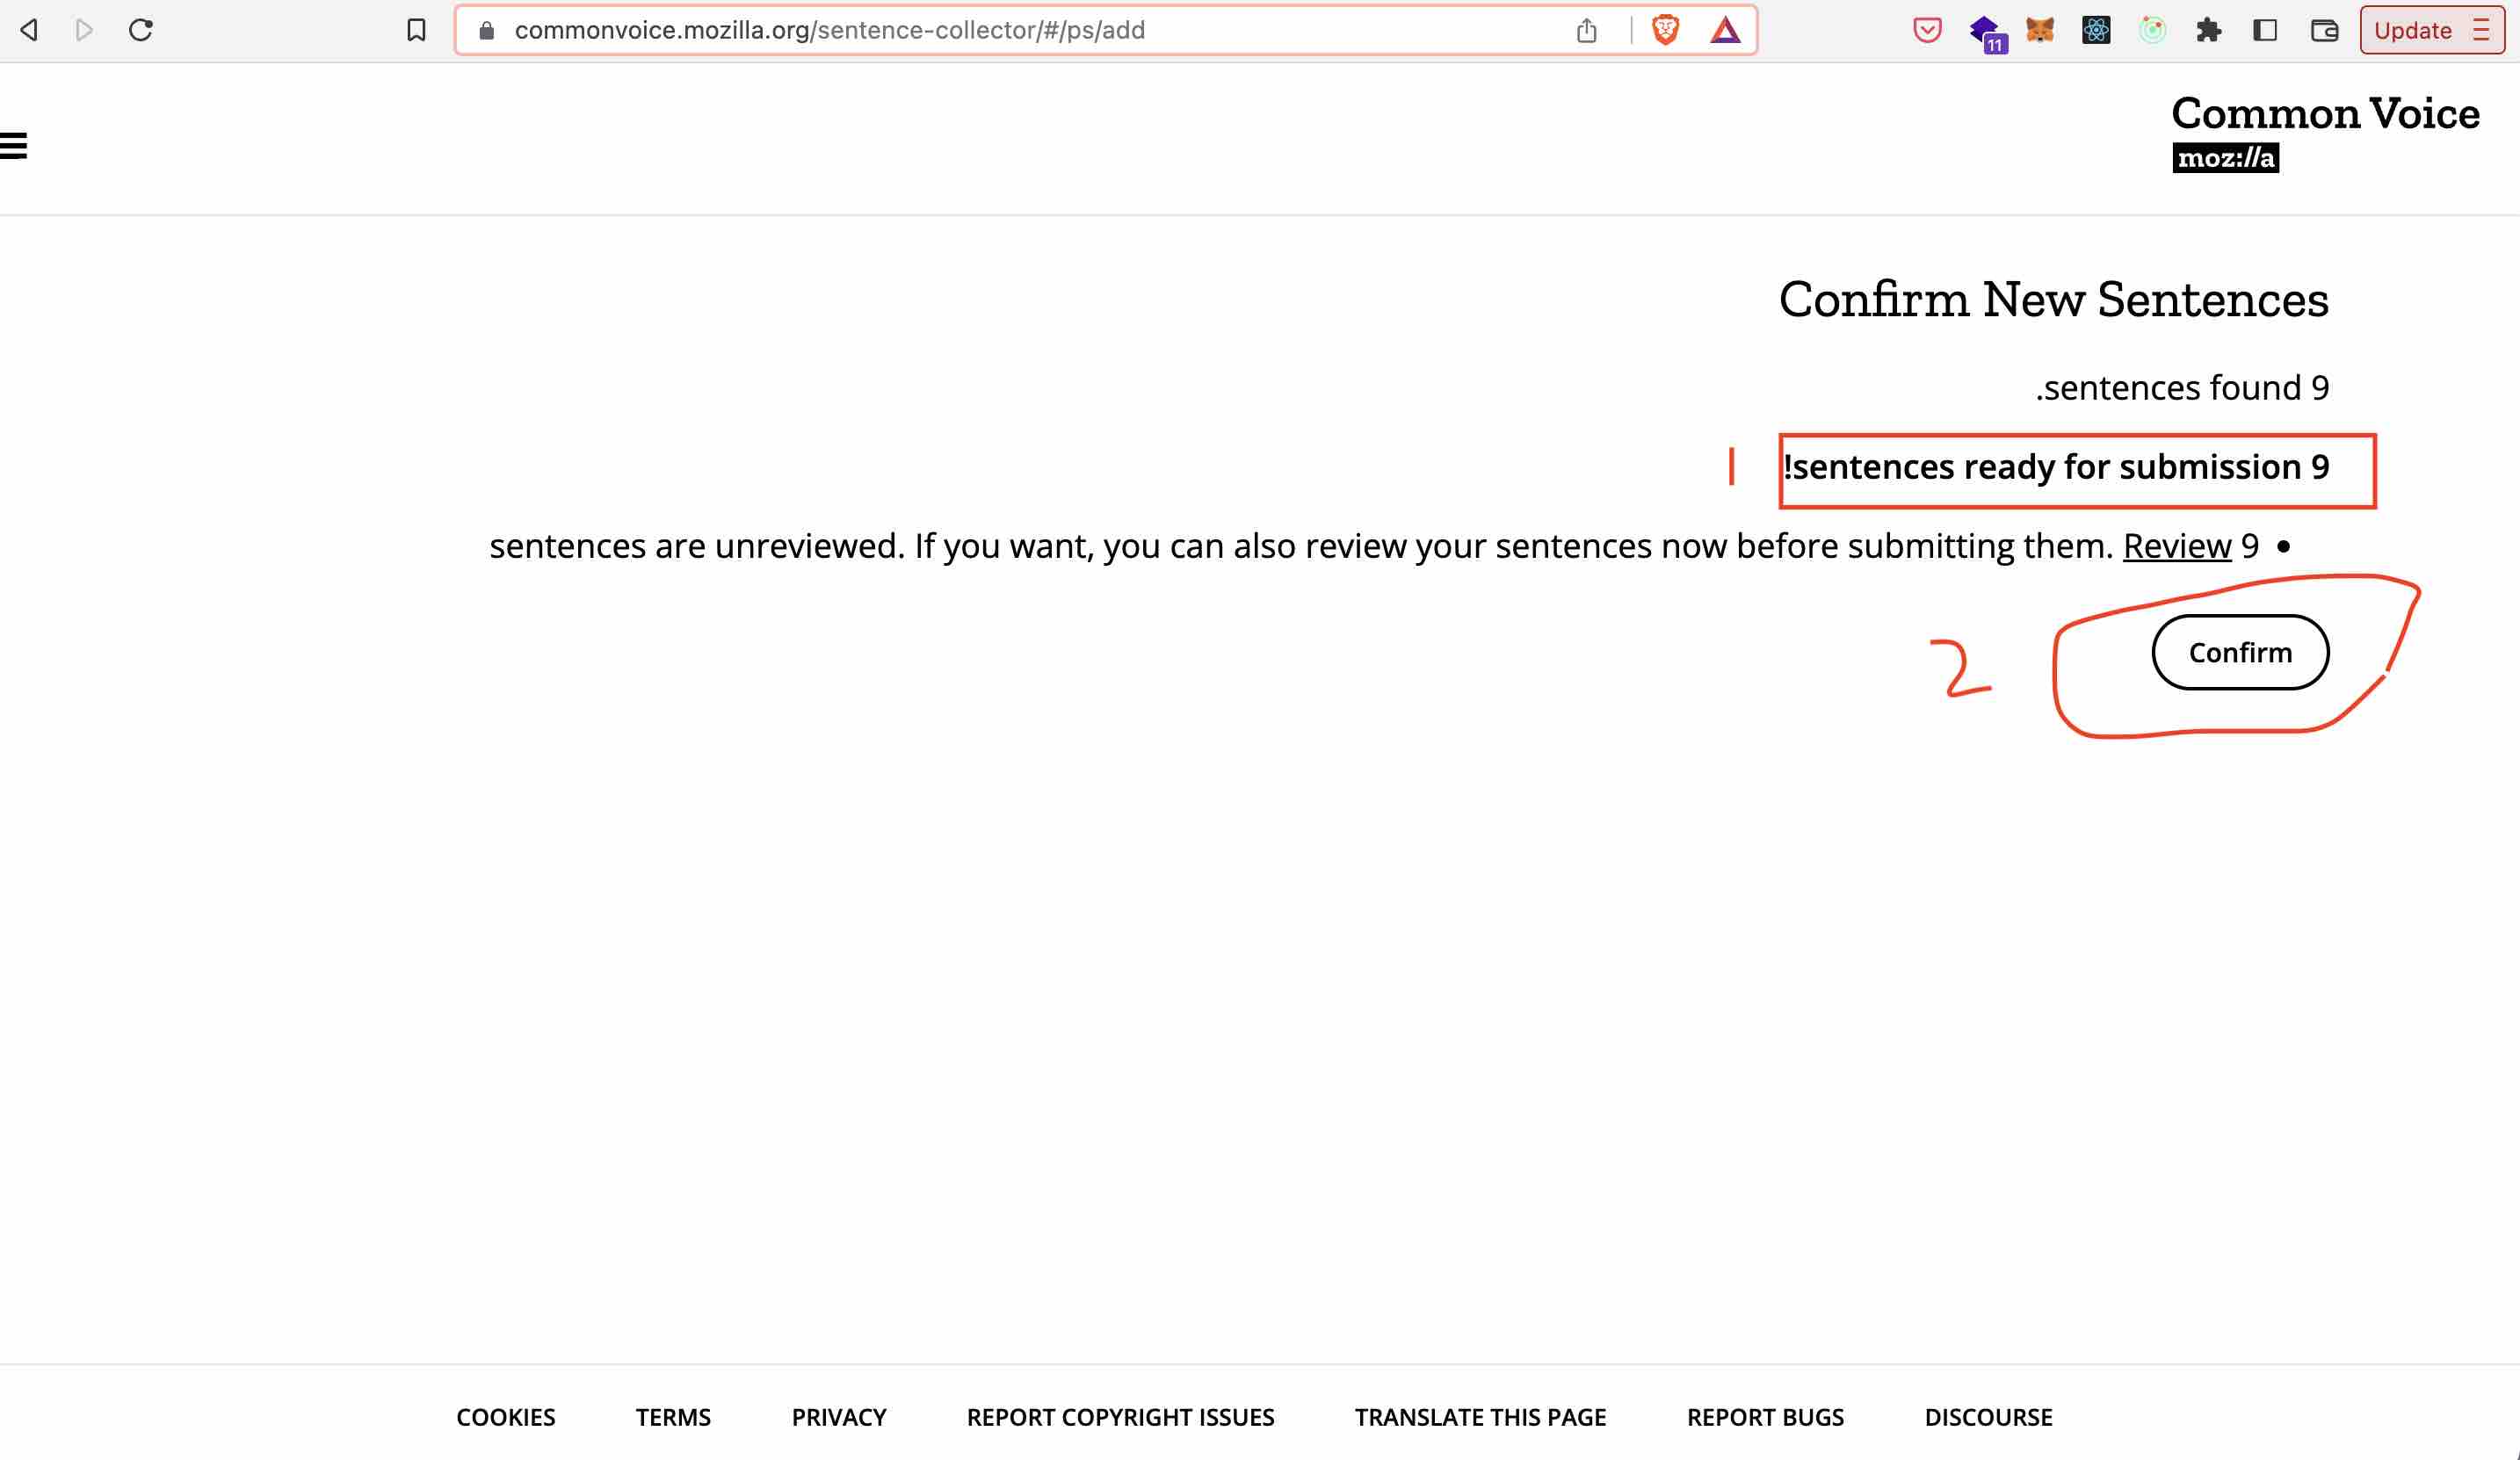 commonvoice.mozilla.org/sentence-collector/#/ps/add
11
Update
Common Voice
moz://a
Confirm New Sentences
.sentences found 9
1 !sentences ready for submission 9
sentences are unreviewed. If you want, you can also review your sentences now before submitting them. Review 9 •
2 Confirm
COOKIES TERMS PRIVACY REPORT COPYRIGHT ISSUES TRANSLATE THIS PAGE REPORT BUGS DISCOURSE